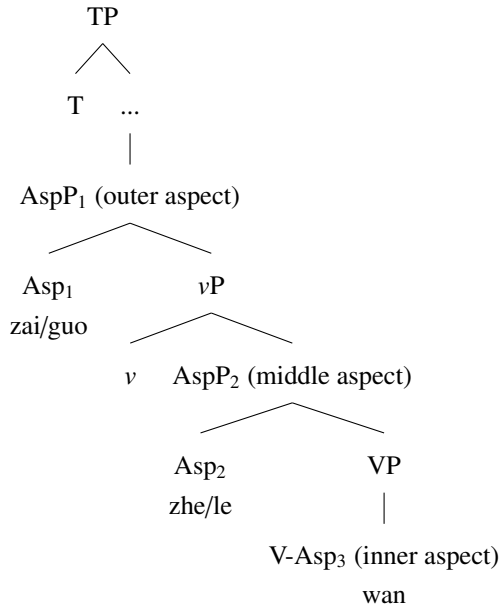 TP
T ...
AspP₁ (outer aspect)
Asp₁ vP
zai/guo
v AspP₂ (middle aspect)
Asp₂ VP
zhe/le
V-Asp₃ (inner aspect)
wan